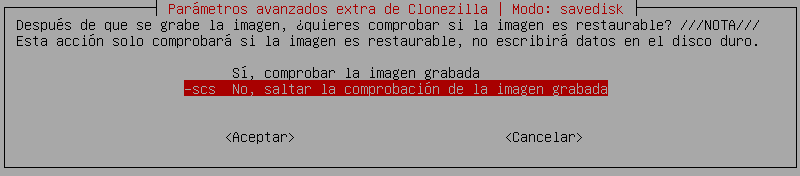 Parámetros avanzados extra de Clonezilla | Modo: savedisk
Después de que se grabe la imagen, ¿quieres comprobar si la imagen es restaurable? ///NOTA///
Esta acción solo comprobará si la imagen es restaurable, no escribirá datos en el disco duro.
Sí, comprobar la imagen grabada
-scs No, saltar la comprobación de la imagen grabada
<Aceptar> <Cancelar>